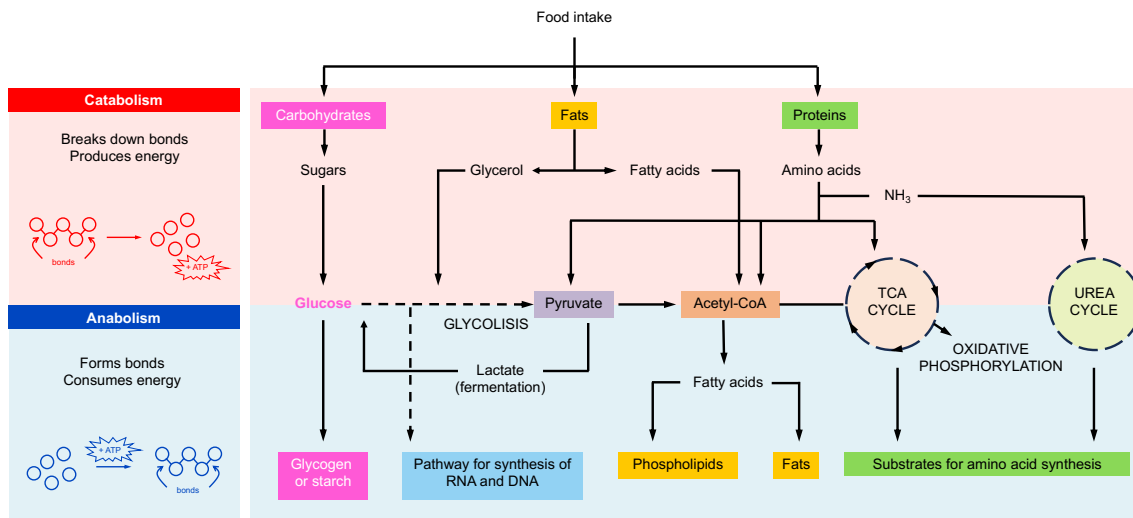 Food intake
Catabolism
Breaks down bonds
Produces energy
bonds
+ ATP
Anabolism
Forms bonds
Consumes energy
+ ATP
bonds
Carbohydrates
Fats
Proteins
Sugars
Glycerol
Fatty acids
Amino acids
NH3
Glucose
GLYCOLISIS
Pyruvate
Acetyl-CoA
TCA
CYCLE
UREA
CYCLE
OXIDATIVE
PHOSPHORYLATION
Lactate
(fermentation)
Fatty acids
Glycogen
or starch
Pathway for synthesis of
RNA and DNA
Phospholipids
Fats
Substrates for amino acid synthesis